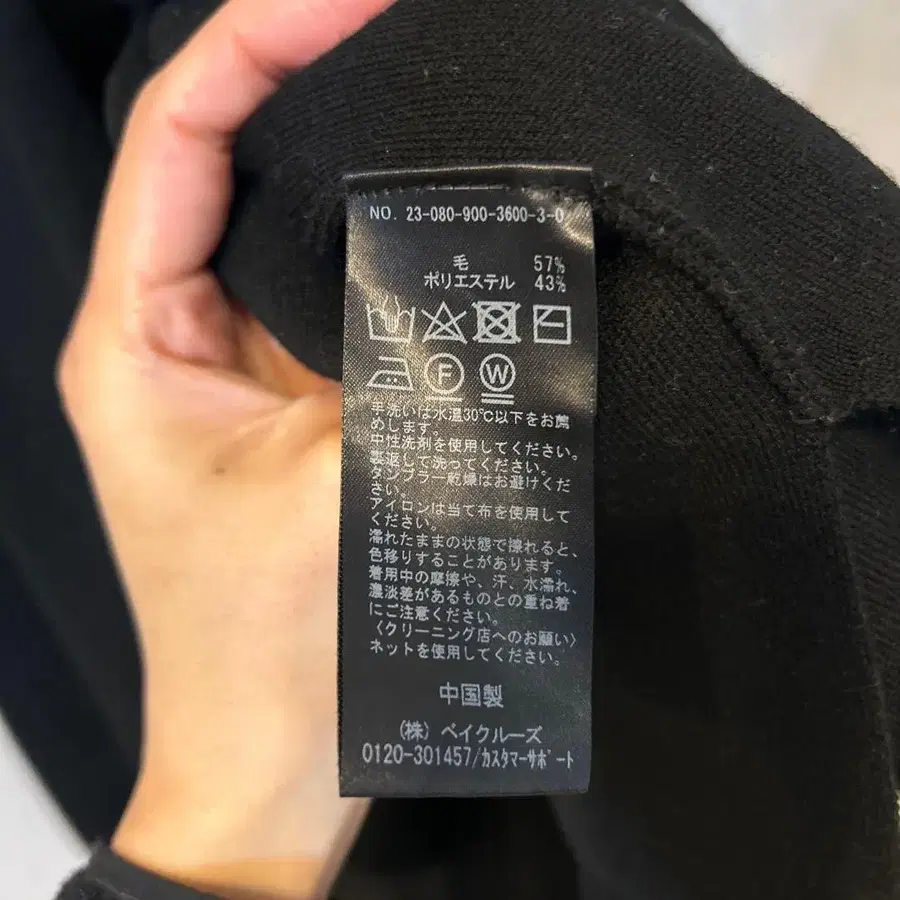 NO. 23-080-900-3600-3-0
毛 57%
ポリエステル 43%
F W
手洗いは水温30℃以下をお薦
めします。
中性洗剤を使用してください。
裏返して洗ってください。
タンブラー乾燥はお避けくだ
さい。
アイロンは当て布を使用して
ください。
濡れたままの状態で擦れると、
色移りすることがあります。
着用中の摩擦や、汗、水濡れ、
濃淡差があるものとの重ね着
にご注意ください。
〈クリーニング店へのお願い〉
ネットを使用してください。
中国製
(株) ベイクルーズ
0120-301457/カスタマーサポート